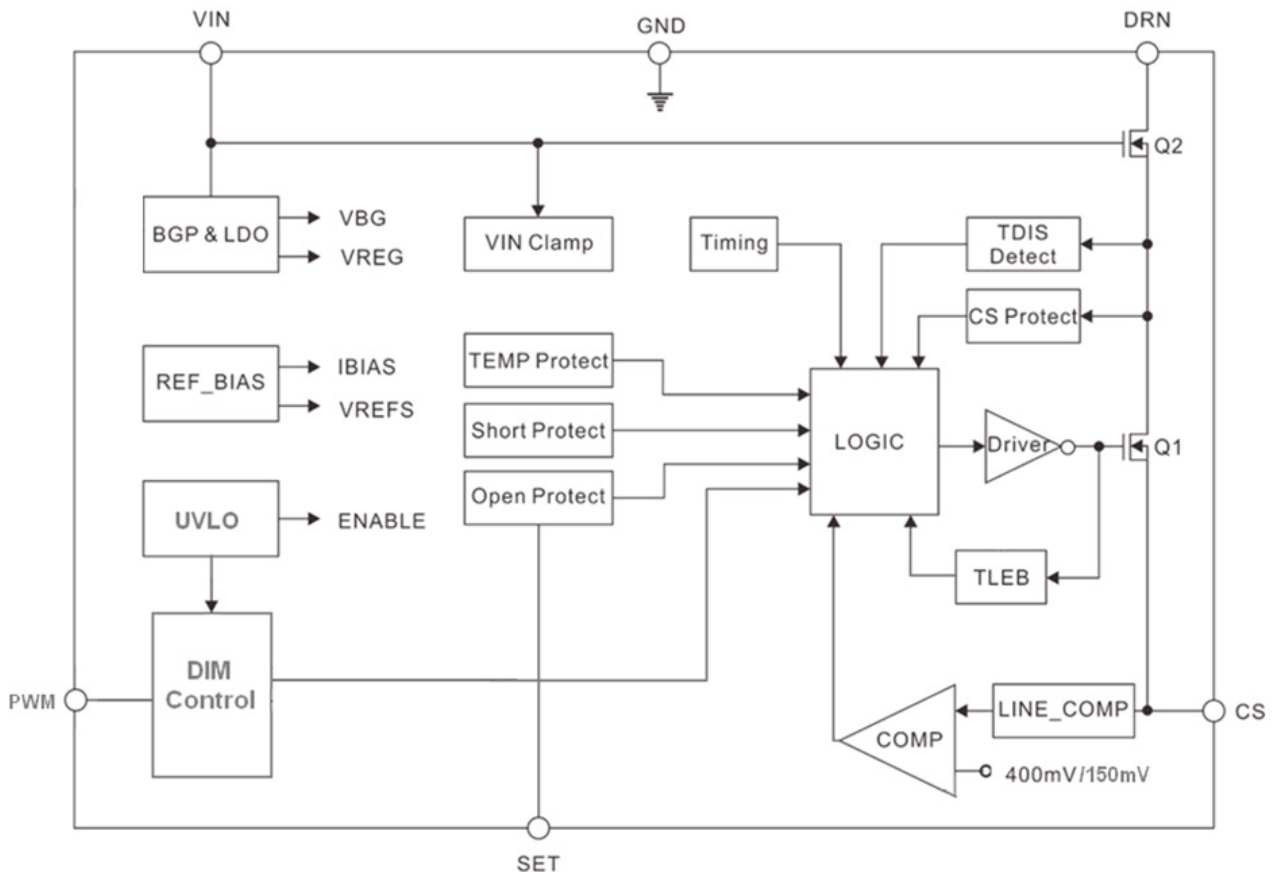 VIN
GND
DRN
Q2
BGP & LDO
VBG
VREG
VIN Clamp
Timing
TDIS
Detect
CS Protect
REF_BIAS
IBIAS
VREFS
TEMP Protect
Short Protect
Open Protect
LOGIC
Driver
Q1
UVLO
ENABLE
TLEB
DIM
Control
PWM
LINE_COMP
CS
COMP
400mV/150mV
SET